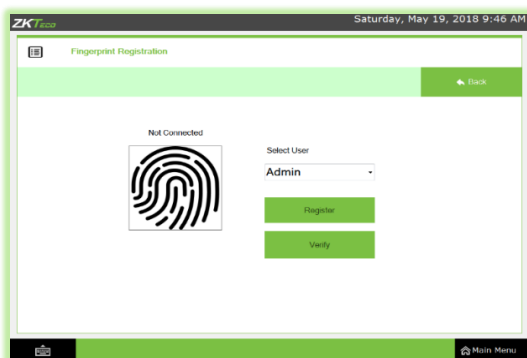 ZKTeco
Saturday, May 19, 2018 9:46 AM
Fingerprint Registration
Back
Not Connected
Select User
Admin
Register
Verify
Main Menu